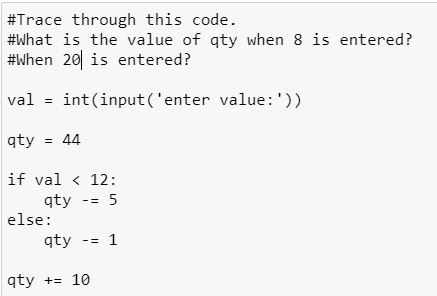 #Trace through this code.
#What is the value of qty when 8 is entered?
#When 20 is entered?
val = int(input('enter value:'))
qty = 44
if val < 12:
    qty -= 5
else:
    qty -= 1
qty += 10